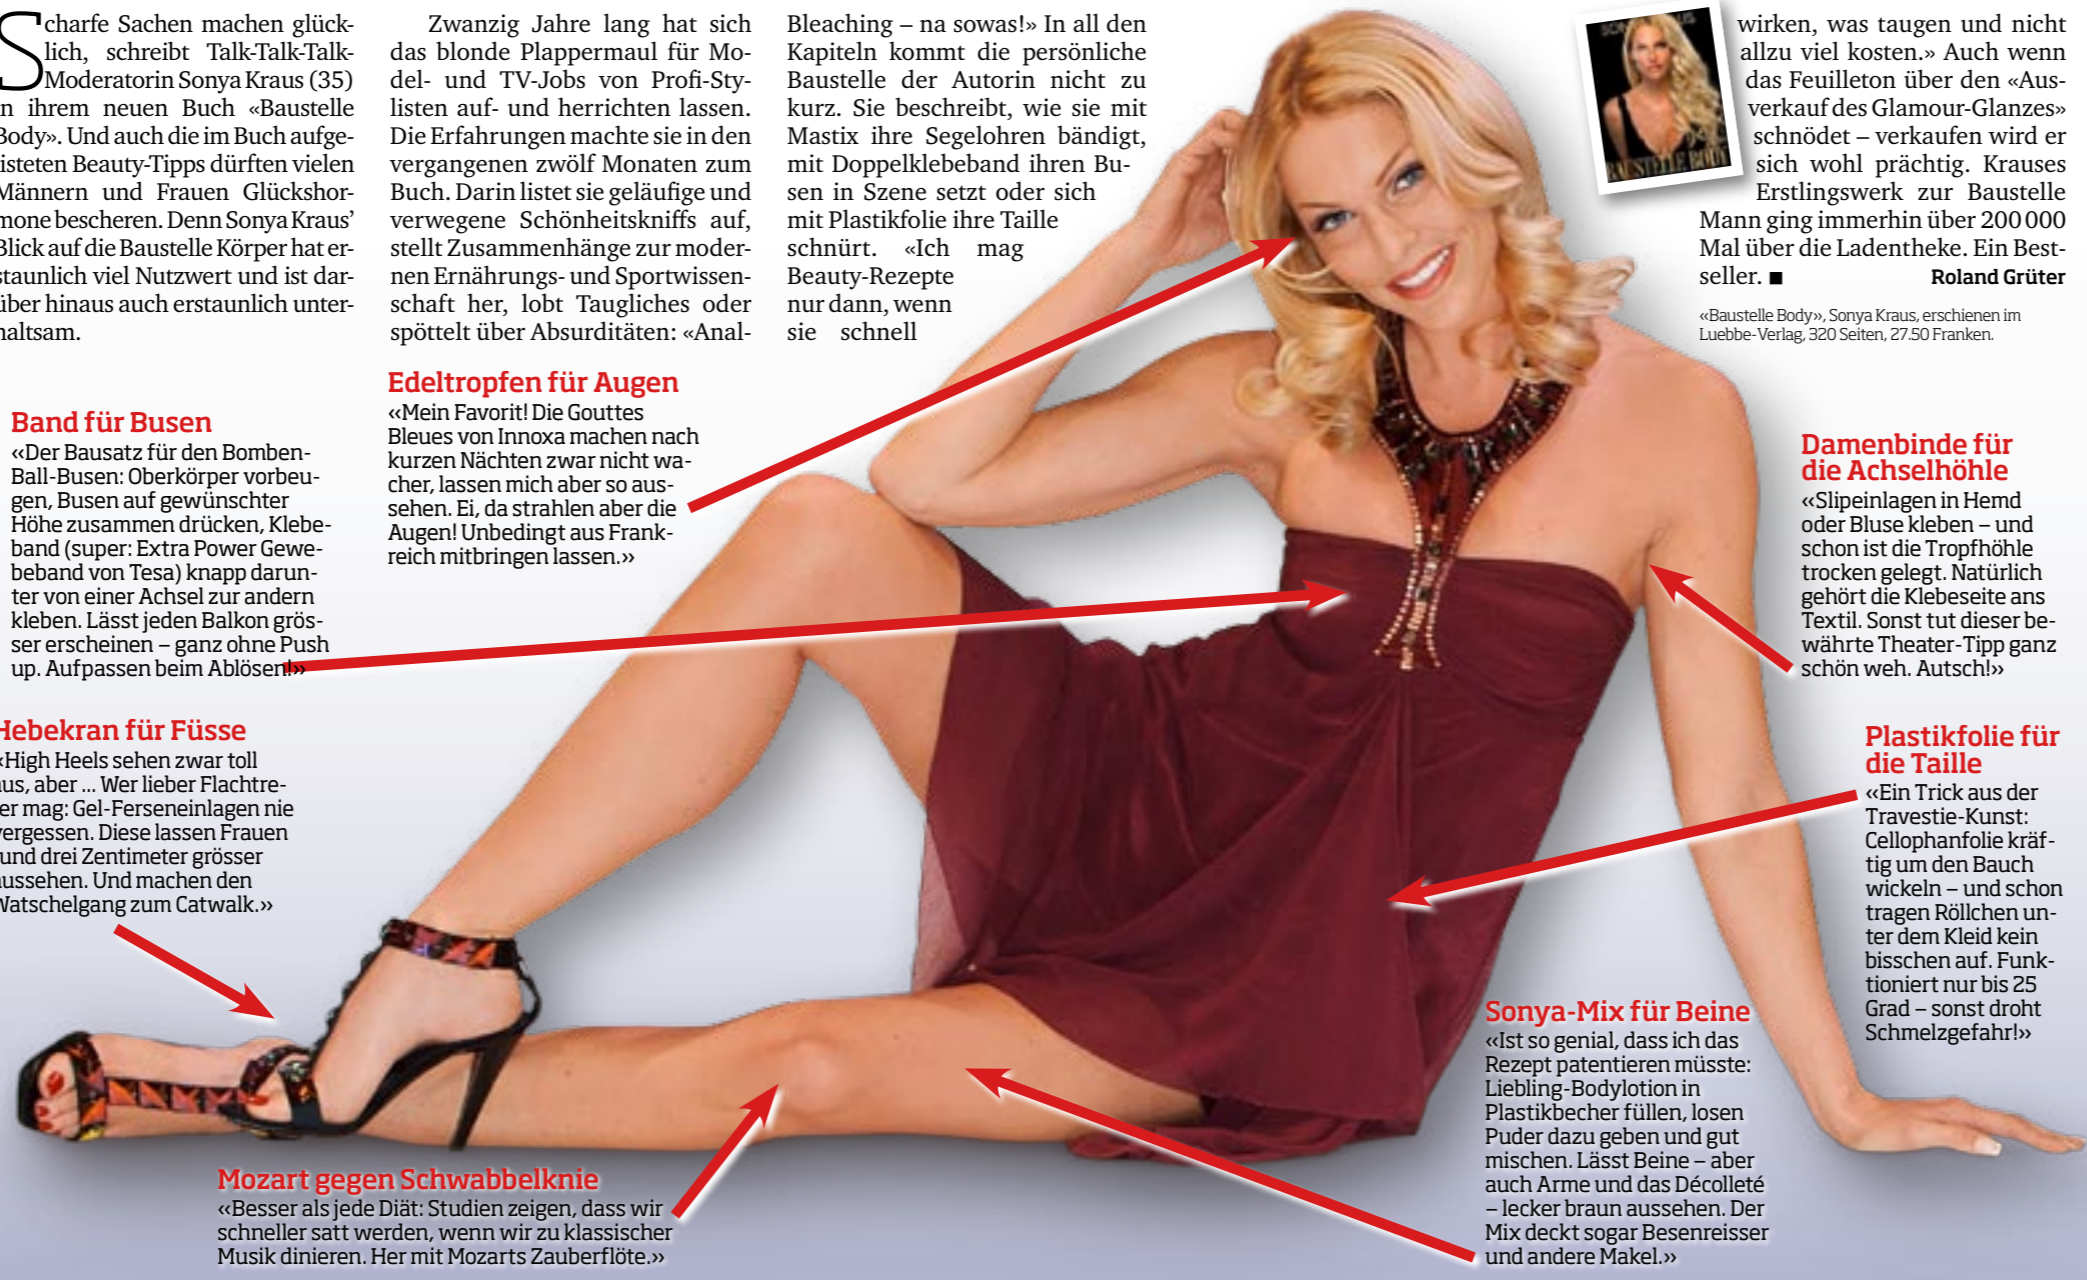 Scharfe Sachen machen glück-
lich, schreibt Talk-Talk-Talk-
Moderatorin Sonya Kraus (35)
in ihrem neuen Buch «Baustelle
Body». Und auch die im Buch aufge-
listeten Beauty-Tipps dürften vielen
Männern und Frauen Glückshor-
mone bescheren. Denn Sonya Kraus’
Blick auf die Baustelle Körper hat er-
staunlich viel Nutzwert und ist dar-
über hinaus auch erstaunlich unter-
haltsam.
Zwanzig Jahre lang hat sich
das blonde Plappermaul für Mo-
del- und TV-Jobs von Profi-Sty-
listen auf- und herrichten lassen.
Die Erfahrungen machte sie in den
vergangenen zwölf Monaten zum
Buch. Darin listet sie geläufige und
verwegene Schönheitskniffs auf,
stellt Zusammenhänge zur moder-
nen Ernährungs- und Sportwissen-
schaft her, lobt Taugliches oder
spöttelt über Absurditäten: «Anal-
Bleaching – na sowas!» In all den
Kapiteln kommt die persönliche
Baustelle der Autorin nicht zu
kurz. Sie beschreibt, wie sie mit
Mastix ihre Segelohren bändigt,
mit Doppelklebeband ihren Bu-
sen in Szene setzt oder sich
mit Plastikfolie ihre Taille
schnürt. «Ich mag
Beauty-Rezepte
nur dann, wenn
sie schnell
wirken, was taugen und nicht
allzu viel kosten.» Auch wenn
das Feuilleton über den «Aus-
verkauf des Glamour-Glanzes»
schnödet – verkaufen wird er
sich wohl prächtig. Krauses
Erstlingswerk zur Baustelle
Mann ging immerhin über 200 000
Mal über die Ladentheke. Ein Best-
seller. ■ Roland Grüter
«Baustelle Body», Sonya Kraus, erschienen im
Luebbe-Verlag, 320 Seiten, 27.50 Franken.
BAUSTELLE BODY
Edeltropfen für Augen
«Mein Favorit! Die Gouttes
Bleues von Innoxa machen nach
kurzen Nächten zwar nicht wa-
cher, lassen mich aber so aus-
sehen. Ei, da strahlen aber die
Augen! Unbedingt aus Frank-
reich mitbringen lassen.»
Band für Busen
«Der Bausatz für den Bomben-
Ball-Busen: Oberkörper vorbeu-
gen, Busen auf gewünschter
Höhe zusammen drücken, Klebe-
band (super: Extra Power Gewe-
beband von Tesa) knapp darun-
ter von einer Achsel zur andern
kleben. Lässt jeden Balkon grös-
ser erscheinen – ganz ohne Push
up. Aufpassen beim Ablösen!»
Damenbinde für
die Achselhöhle
«Slipeinlagen in Hemd
oder Bluse kleben – und
schon ist die Tropfhöhle
trocken gelegt. Natürlich
gehört die Klebeseite ans
Textil. Sonst tut dieser be-
währte Theater-Tipp ganz
schön weh. Autsch!»
Hebekran für Füsse
«High Heels sehen zwar toll
aus, aber ... Wer lieber Flachtre-
ter mag: Gel-Ferseneinlagen nie
vergessen. Diese lassen Frauen
rund drei Zentimeter grösser
aussehen. Und machen den
Watschelgang zum Catwalk.»
Plastikfolie für
die Taille
«Ein Trick aus der
Travestie-Kunst:
Cellophanfolie kräf-
tig um den Bauch
wickeln – und schon
tragen Röllchen un-
ter dem Kleid kein
bisschen auf. Funk-
tioniert nur bis 25
Grad – sonst droht
Schmelzgefahr!»
Sonya-Mix für Beine
«Ist so genial, dass ich das
Rezept patentieren müsste:
Liebling-Bodylotion in
Plastikbecher füllen, losen
Puder dazu geben und gut
mischen. Lässt Beine – aber
auch Arme und das Décolleté
– lecker braun aussehen. Der
Mix deckt sogar Besenreisser
und andere Makel.»
Mozart gegen Schwabbelknie
«Besser als jede Diät: Studien zeigen, dass wir
schneller satt werden, wenn wir zu klassischer
Musik dinieren. Her mit Mozarts Zauberflöte.»